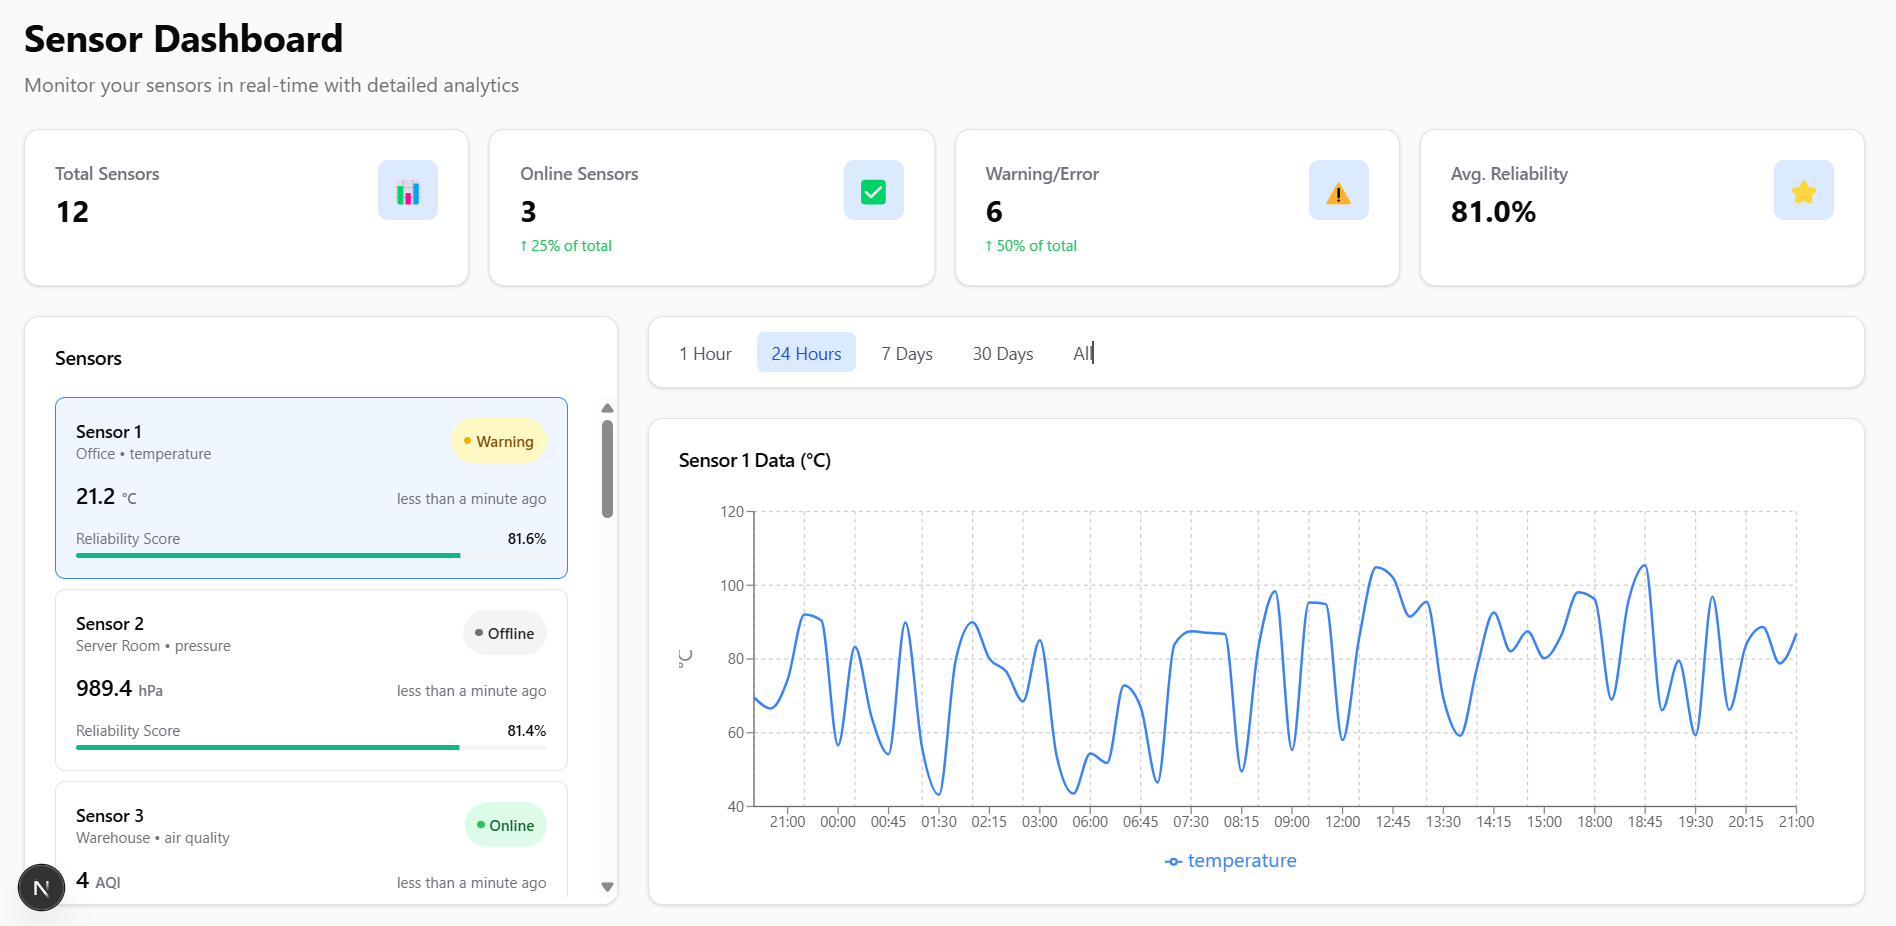 Sensor Dashboard
Monitor your sensors in real-time with detailed analytics
Total Sensors
12
Online Sensors
3
↑ 25% of total
Warning/Error
6
↑ 50% of total
Avg. Reliability
81.0%
Sensors
Sensor 1
Office • temperature
Warning
21.2 °C
less than a minute ago
Reliability Score
81.6%
Sensor 2
Server Room • pressure
Offline
989.4 hPa
less than a minute ago
Reliability Score
81.4%
Sensor 3
Warehouse • air quality
Online
4 AQI
less than a minute ago
N
1 Hour 24 Hours 7 Days 30 Days All
Sensor 1 Data (°C)
120
100
80
60
40
°C
21:00 00:00 00:45 01:30 02:15 03:00 06:00 06:45 07:30 08:15 09:00 12:00 12:45 13:30 14:15 15:00 18:00 18:45 19:30 20:15 21:00
temperature